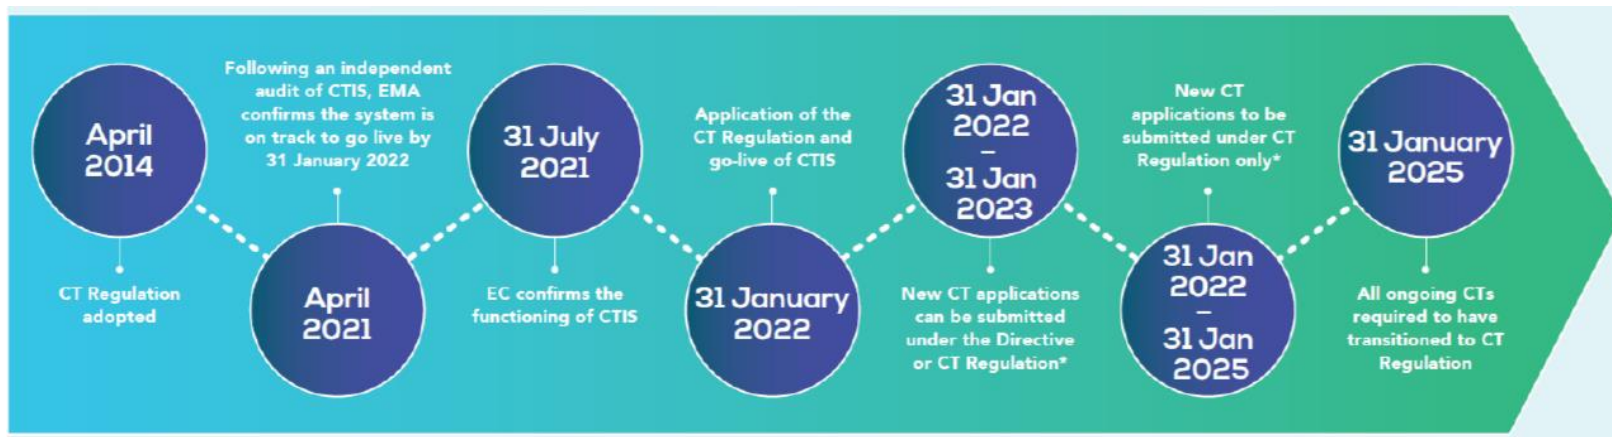 April
2014
CT Regulation
adopted
Following an independent
audit of CTIS, EMA
confirms the system is
on track to go live by
31 January 2022
April
2021
31 July
2021
EC confirms the
functioning of CTIS
Application of the
CT Regulation and
go-live of CTIS
31 January
2022
31 Jan
2022
–
31 Jan
2023
New CT applications
can be submitted
under the Directive
or CT Regulation*
New CT
applications to be
submitted under CT
Regulation only*
31 Jan
2022
–
31 Jan
2025
31 January
2025
All ongoing CTs
required to have
transitioned to CT
Regulation